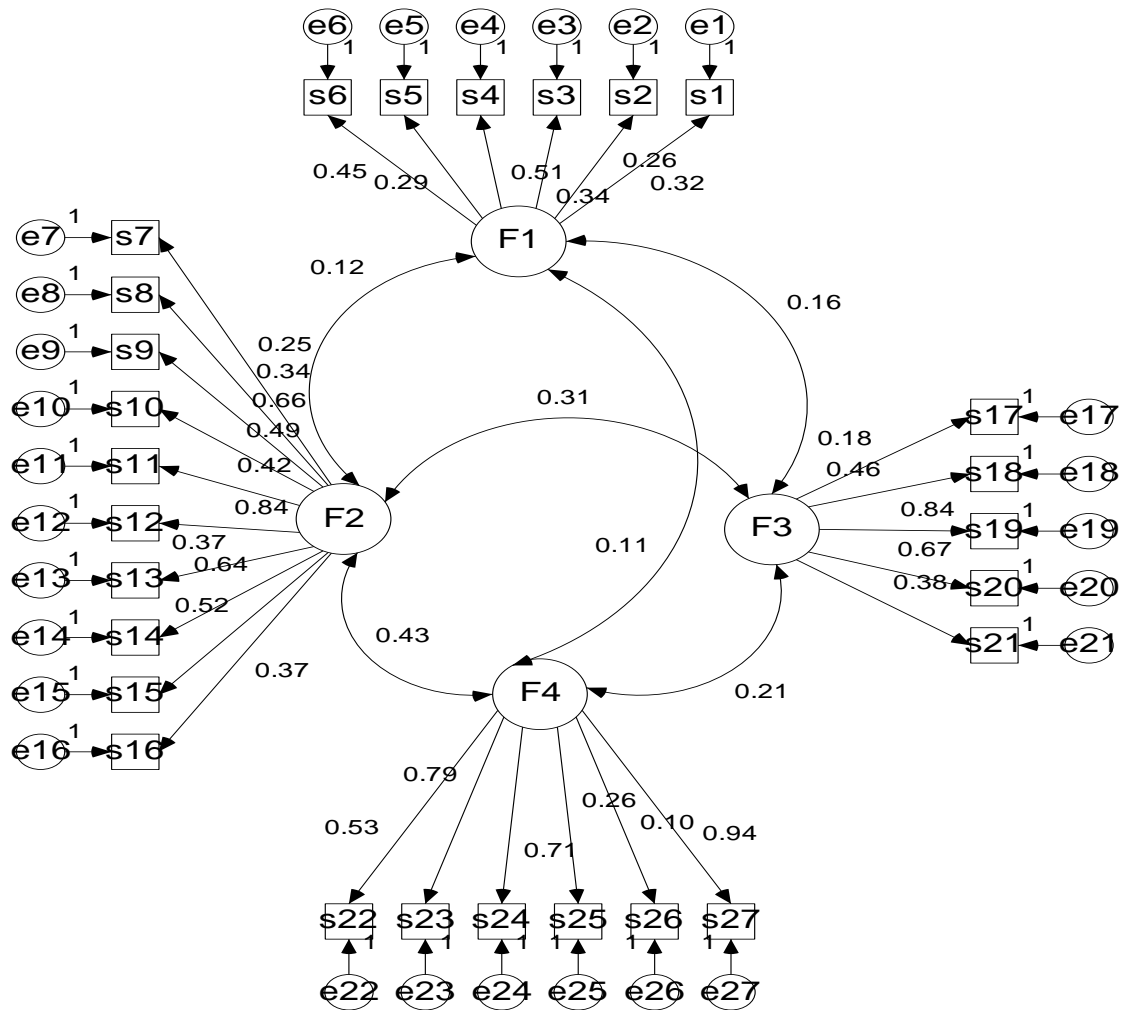 e6 e5 e4 e3 e2 e1
1 1 1 1 1 1
s6 s5 s4 s3 s2 s1
0.45 0.29 0.51 0.34 0.26 0.32
F1
e7 1 s7
e8 1 s8
e9 1 s9
e10 1 s10
e11 1 s11
e12 1 s12
e13 1 s13
e14 1 s14
e15 1 s15
e16 1 s16
0.12
0.16
0.25
0.34
0.66
0.49
0.42
0.84
0.37
0.64
0.52
0.37
F2
0.31
0.11
0.43
0.21
F3
0.18
0.46
0.84
0.67
0.38
s17 1 e17
s18 1 e18
s19 1 e19
s20 1 e20
s21 1 e21
F4
0.79
0.53
0.71
0.26
0.10
0.94
s22 s23 s24 s25 s26 s27
1 1 1 1 1 1
e22 e23 e24 e25 e26 e27